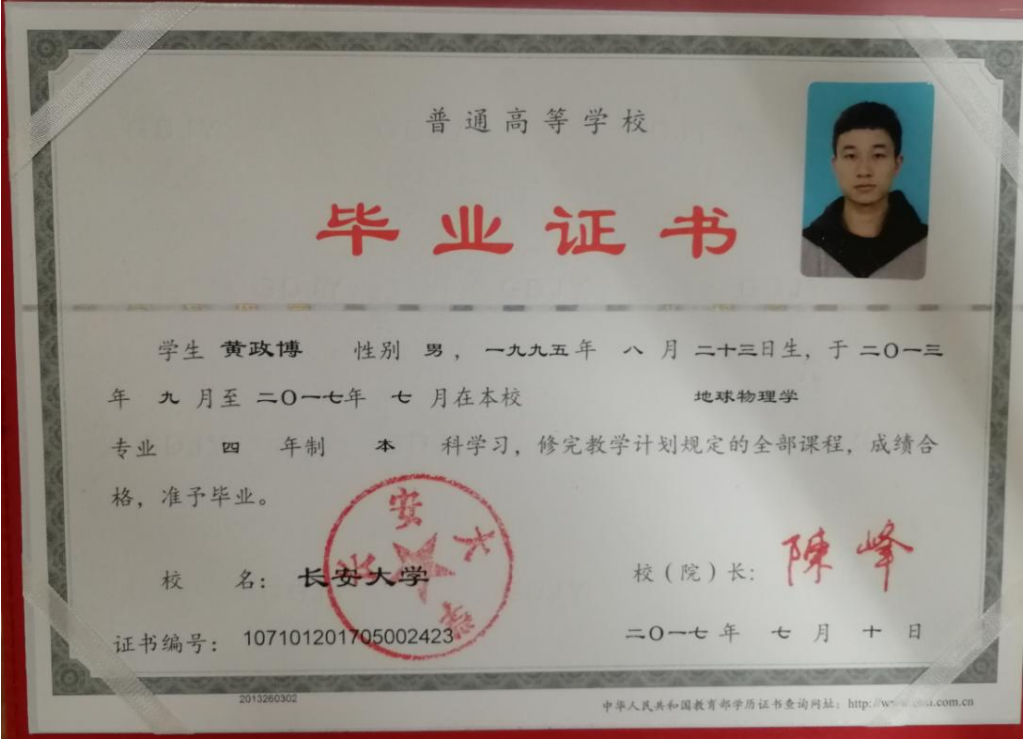 普通高等学校
毕业证书
学生 黄政博 性别 男，一九九五年 八 月 二十三日生，于 二〇一三
年 九 月至 二〇一七年 七 月在本校 地球物理学
专业 四 年制 本 科学习，修完教学计划规定的全部课程，成绩合
格，准予毕业。
校 名：长安大学
校（院）长：陳峰
证书编号：107101201705002423
二〇一七年 七 月 十 日
2013260302
中华人民共和国教育部学历证书查询网址：http://www.chsi.com.cn
长安大学